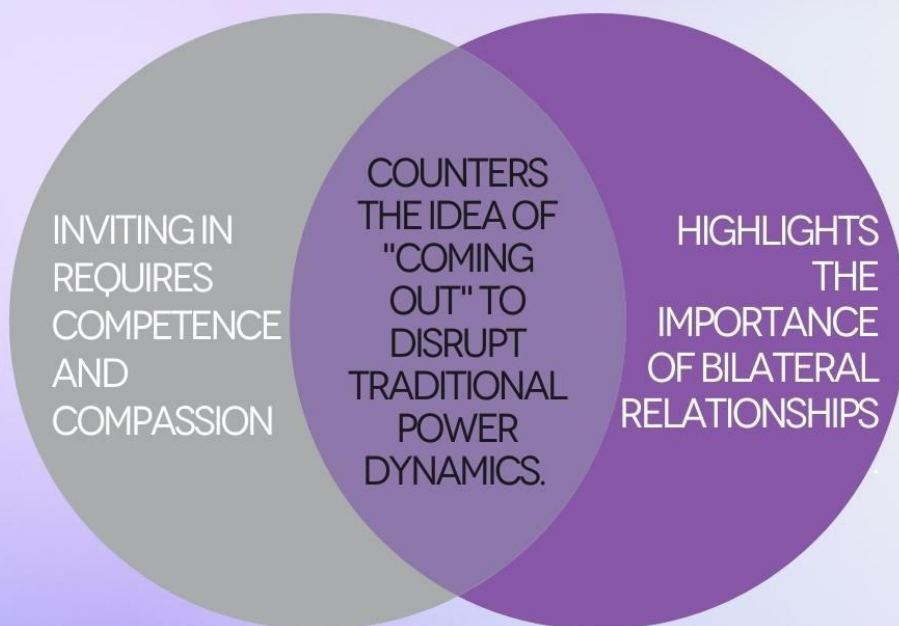 INVITING IN
REQUIRES
COMPETENCE
AND
COMPASSION
COUNTERS
THE IDEA OF
"COMING
OUT" TO
DISRUPT
TRADITIONAL
POWER
DYNAMICS.
HIGHLIGHTS
THE
IMPORTANCE
OF BILATERAL
RELATIONSHIPS
.